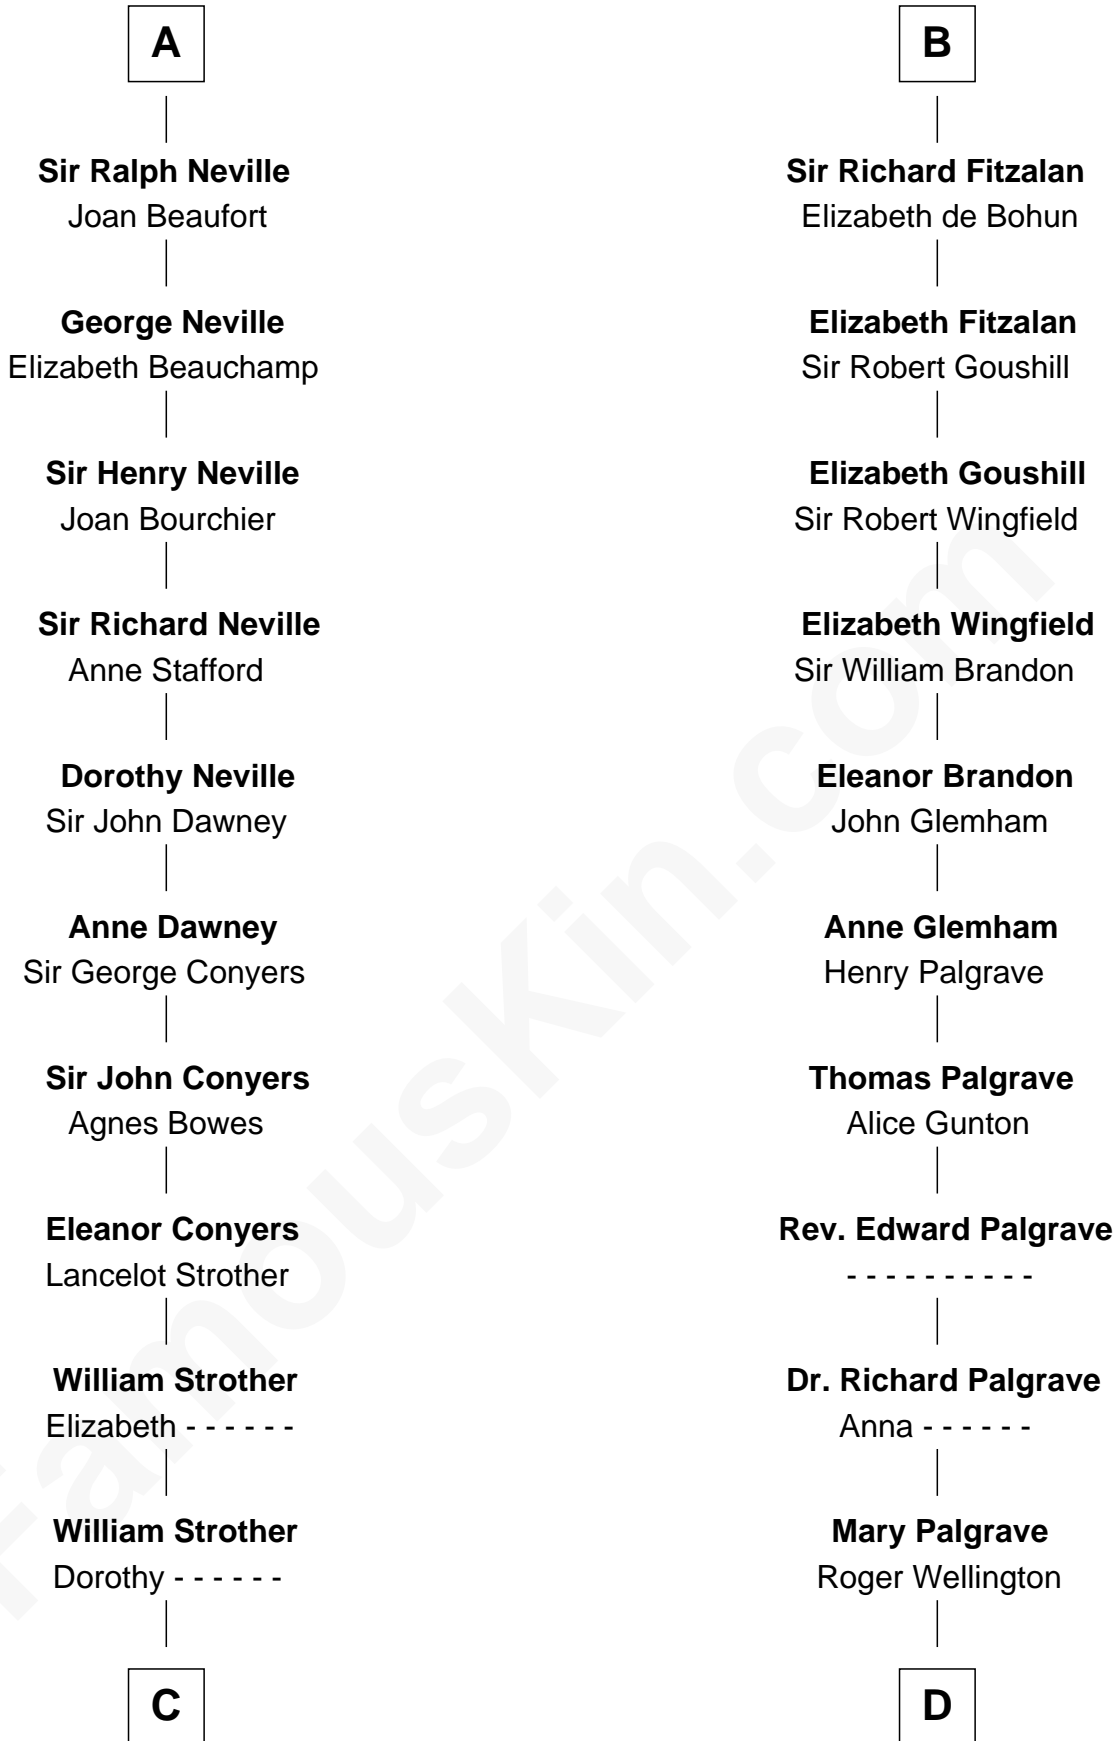 A
Sir Ralph Neville
Joan Beaufort
George Neville
Elizabeth Beauchamp
Sir Henry Neville
Joan Bourchier
Sir Richard Neville
Anne Stafford
Dorothy Neville
Sir John Dawney
Anne Dawney
Sir George Conyers
Sir John Conyers
Agnes Bowes
Eleanor Conyers
Lancelot Strother
William Strother
Elizabeth - - - - - -
William Strother
Dorothy - - - - - -
C
B
Sir Richard Fitzalan
Elizabeth de Bohun
Elizabeth Fitzalan
Sir Robert Goushill
Elizabeth Goushill
Sir Robert Wingfield
Elizabeth Wingfield
Sir William Brandon
Eleanor Brandon
John Glemham
Anne Glemham
Henry Palgrave
Thomas Palgrave
Alice Gunton
Rev. Edward Palgrave
- - - - - - - - - -
Dr. Richard Palgrave
Anna - - - - - -
Mary Palgrave
Roger Wellington
D
FamousKin.com